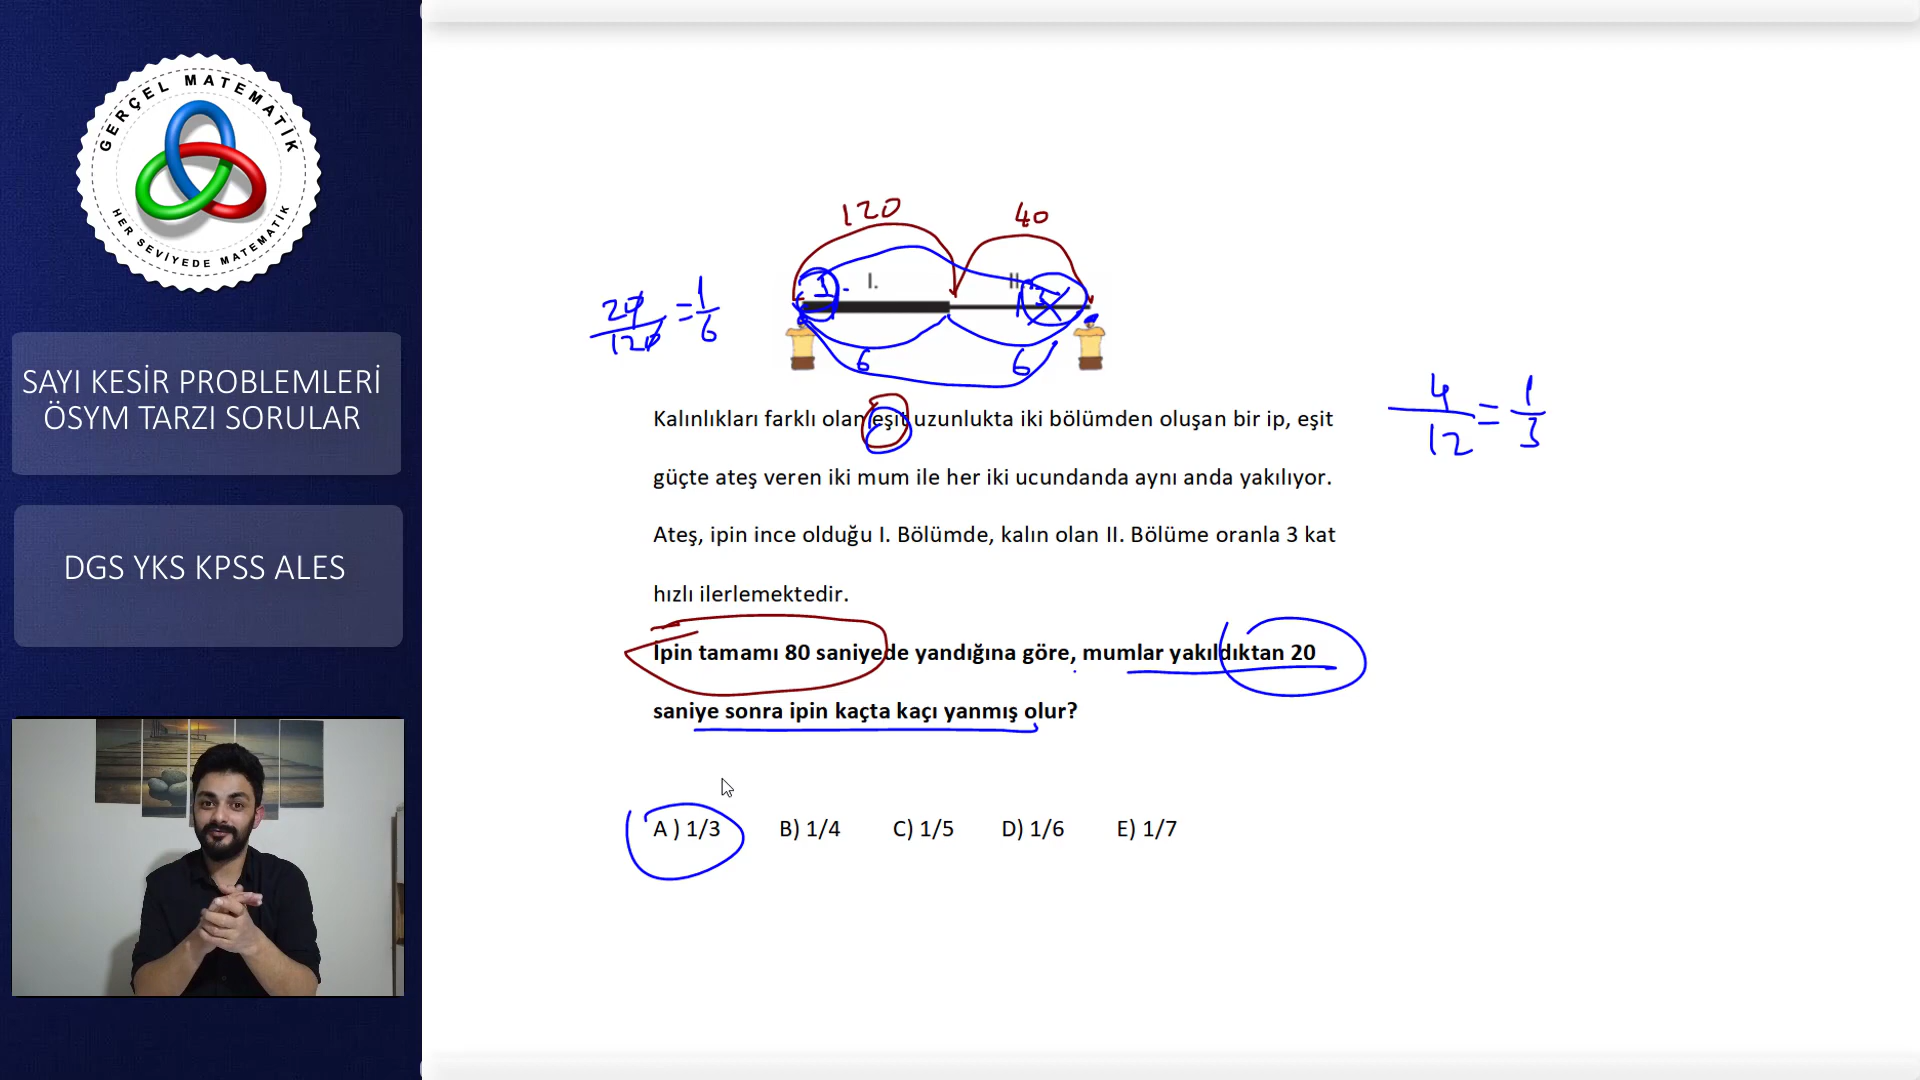 GERÇEL MATEMATİK
HER SEVİYEDE MATEMATİK
SAYI KESİR PROBLEMLERİ
ÖSYM TARZI SORULAR
DGS YKS KPSS ALES
120
40
I.
II
1
3
20/120 = 1/6
6
6
4/12 = 1/3
Kalınlıkları farklı olan eşit uzunlukta iki bölümden oluşan bir ip, eşit
güçte ateş veren iki mum ile her iki ucundanda aynı anda yakılıyor.
Ateş, ipin ince olduğu I. Bölümde, kalın olan II. Bölüme oranla 3 kat
hızlı ilerlemektedir.
İpin tamamı 80 saniyede yandığına göre, mumlar yakıldıktan 20
saniye sonra ipin kaçta kaçı yanmış olur?
A ) 1/3 B) 1/4 C) 1/5 D) 1/6 E) 1/7